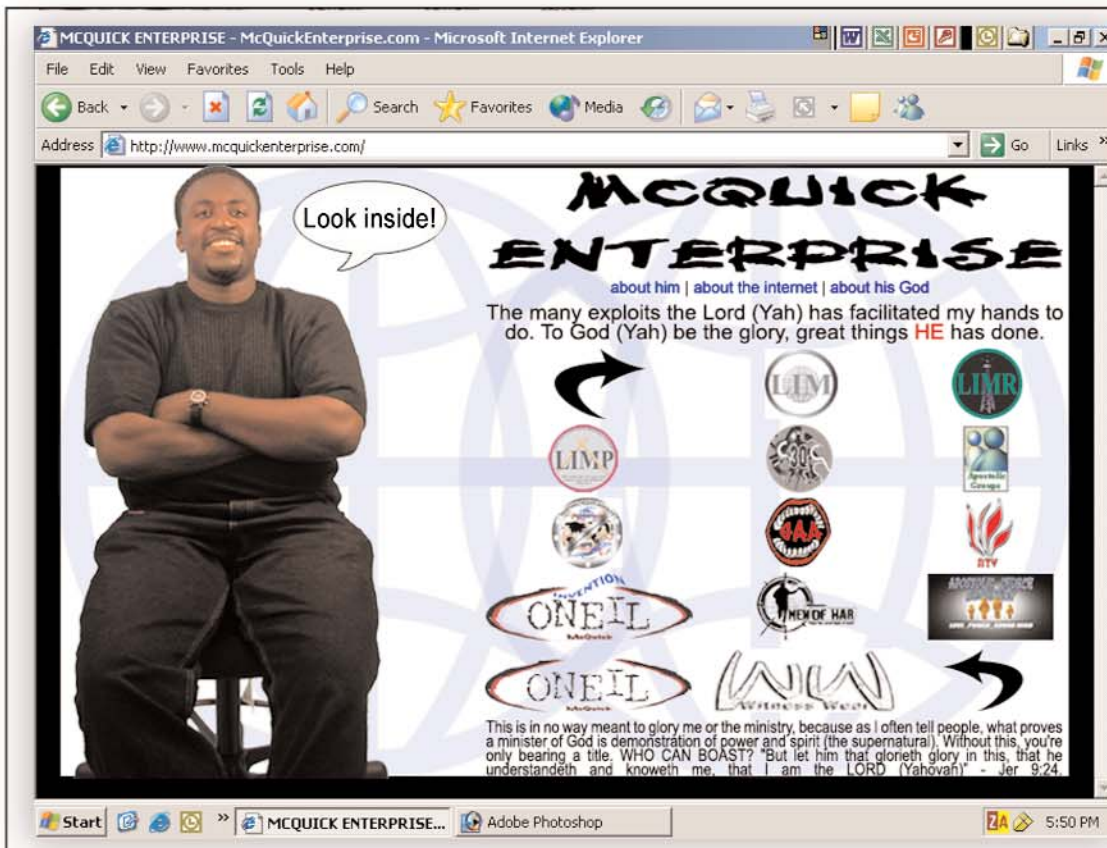 MCQUICK ENTERPRISE - McQuickEnterprise.com - Microsoft Internet Explorer
File Edit View Favorites Tools Help
Back Search Favorites Media
Address http://www.mcquickenterprise.com/ Go Links »
Look inside!
MCQUICK
ENTERPRISE
about him | about the internet | about his God
The many exploits the Lord (Yah) has facilitated my hands to
do. To God (Yah) be the glory, great things HE has done.
LIM
LIMR
LIMP
Apostolic
Groups
INVENTION
ONEIL
McQuick
MEN OF WAR
ONEIL
McQuick
WW
Witness Wear
This is in no way meant to glory me or the ministry, because as I often tell people, what proves
a minister of God is demonstration of power and spirit (the supernatural). Without this, you're
only bearing a title. WHO CAN BOAST? "But let him that glorieth glory in this, that he
understandeth and knoweth me, that I am the LORD (Yahovah)" - Jer 9:24.
Start » MCQUICK ENTERPRISE... Adobe Photoshop ZA 5:50 PM